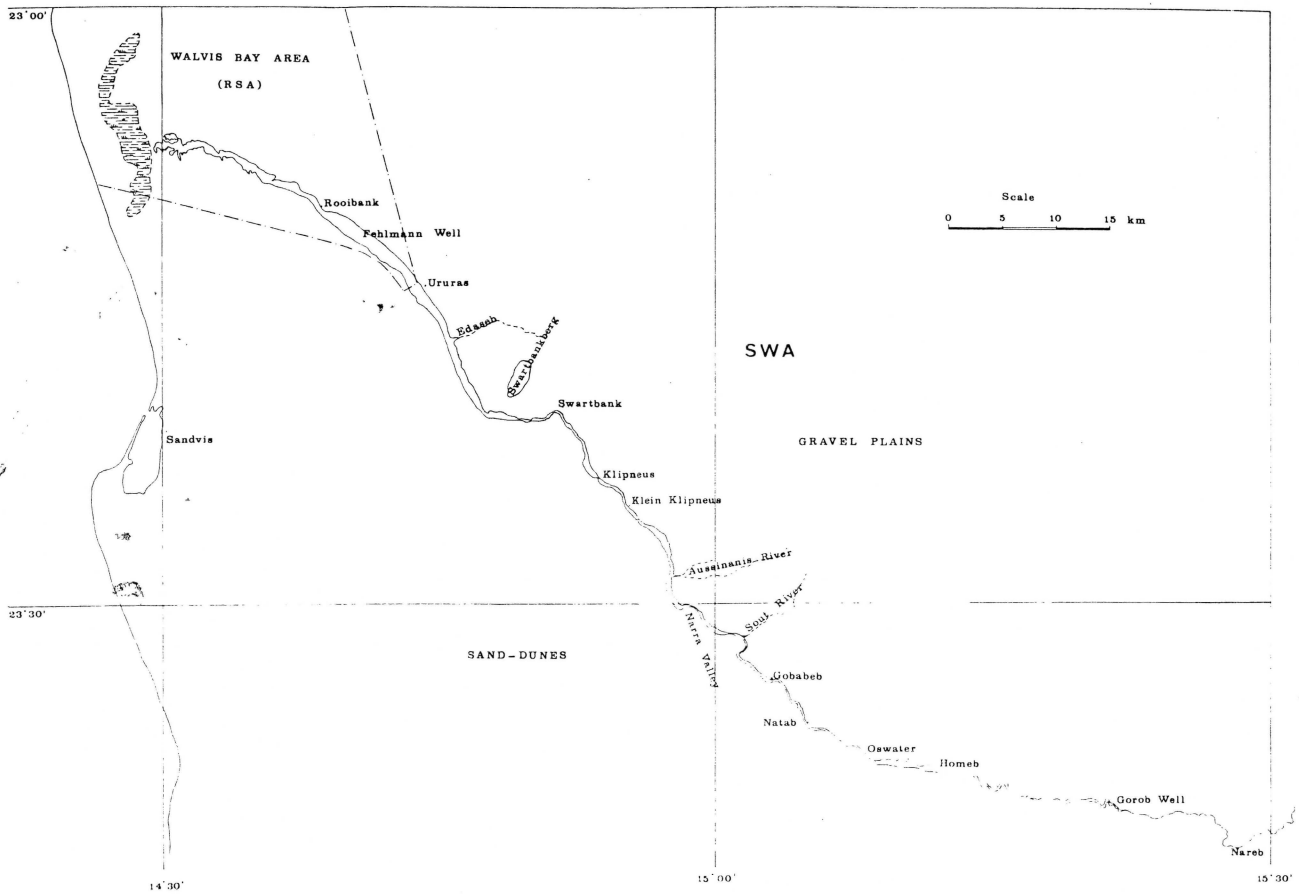 23°00'
WALVIS BAY AREA
(RSA)
Scale
0 5 10 15 km
Rooibank
Fehlmann Well
Ururas
Edaseb
Swartbankberg
SWA
Swartbank
Sandvis
GRAVEL PLAINS
Klipneus
Klein Klipneus
Aussinanis River
23°30'
Narra Valley
Sout River
SAND-DUNES
Gobabeb
Natab
Oswater
Homeb
Gorob Well
Nareb
14°30'
15°00'
15°30'